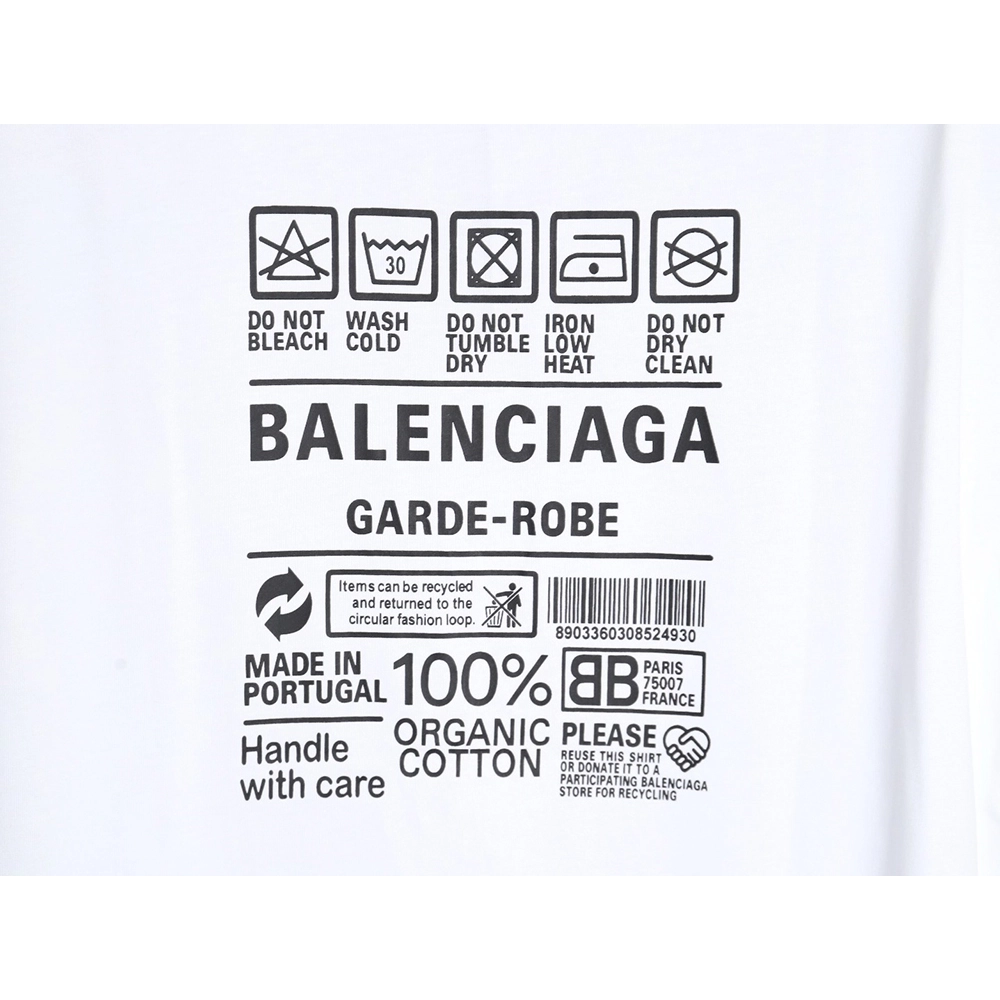 30
DO NOT
BLEACH
WASH
COLD
DO NOT
TUMBLE
DRY
IRON
LOW
HEAT
DO NOT
DRY
CLEAN
BALENCIAGA
GARDE-ROBE
Items can be recycled
and returned to the
circular fashion loop.
8903360308524930
MADE IN
PORTUGAL
100%
ORGANIC
COTTON
BB
PARIS
75007
FRANCE
Handle
with care
PLEASE
REUSE THIS SHIRT
OR DONATE IT TO A
PARTICIPATING BALENCIAGA
STORE FOR RECYCLING